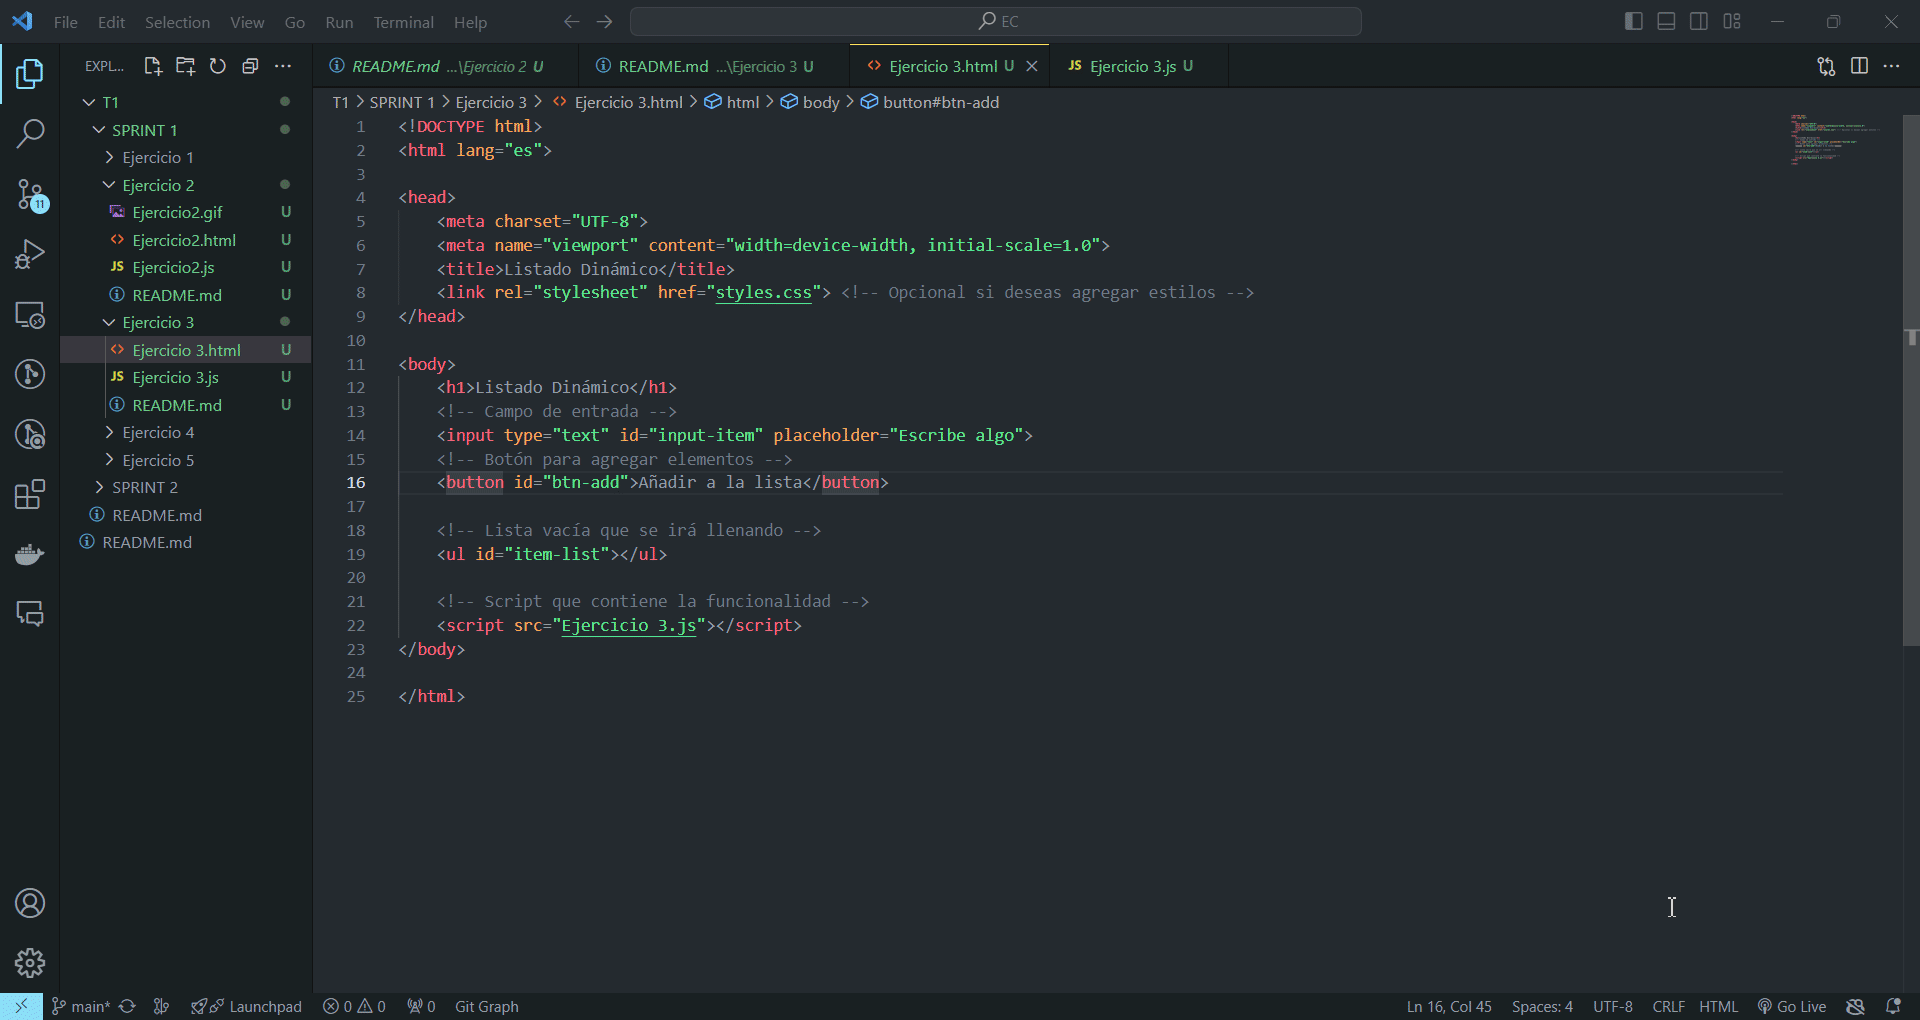 File Edit Selection View Go Run Terminal Help
EC
EXPL...
README.md ...\Ejercicio 2 U
README.md ...\Ejercicio 3 U
Ejercicio 3.html U
JS Ejercicio 3.js U
T1
SPRINT 1
Ejercicio 1
Ejercicio 2
Ejercicio2.gif U
Ejercicio2.html U
JS Ejercicio2.js U
README.md U
Ejercicio 3
Ejercicio 3.html U
JS Ejercicio 3.js U
README.md U
Ejercicio 4
Ejercicio 5
SPRINT 2
README.md
README.md
11
T1 > SPRINT 1 > Ejercicio 3 > Ejercicio 3.html > html > body > button#btn-add
1 <!DOCTYPE html>
2 <html lang="es">
3
4 <head>
5 <meta charset="UTF-8">
6 <meta name="viewport" content="width=device-width, initial-scale=1.0">
7 <title>Listado Dinámico</title>
8 <link rel="stylesheet" href="styles.css"> <!-- Opcional si deseas agregar estilos -->
9 </head>
10
11 <body>
12 <h1>Listado Dinámico</h1>
13 <!-- Campo de entrada -->
14 <input type="text" id="input-item" placeholder="Escribe algo">
15 <!-- Botón para agregar elementos -->
16 <button id="btn-add">Añadir a la lista</button>
17
18 <!-- Lista vacía que se irá llenando -->
19 <ul id="item-list"></ul>
20
21 <!-- Script que contiene la funcionalidad -->
22 <script src="Ejercicio 3.js"></script>
23 </body>
24
25 </html>
main* Launchpad 0 0 0 Git Graph
Ln 16, Col 45 Spaces: 4 UTF-8 CRLF HTML Go Live